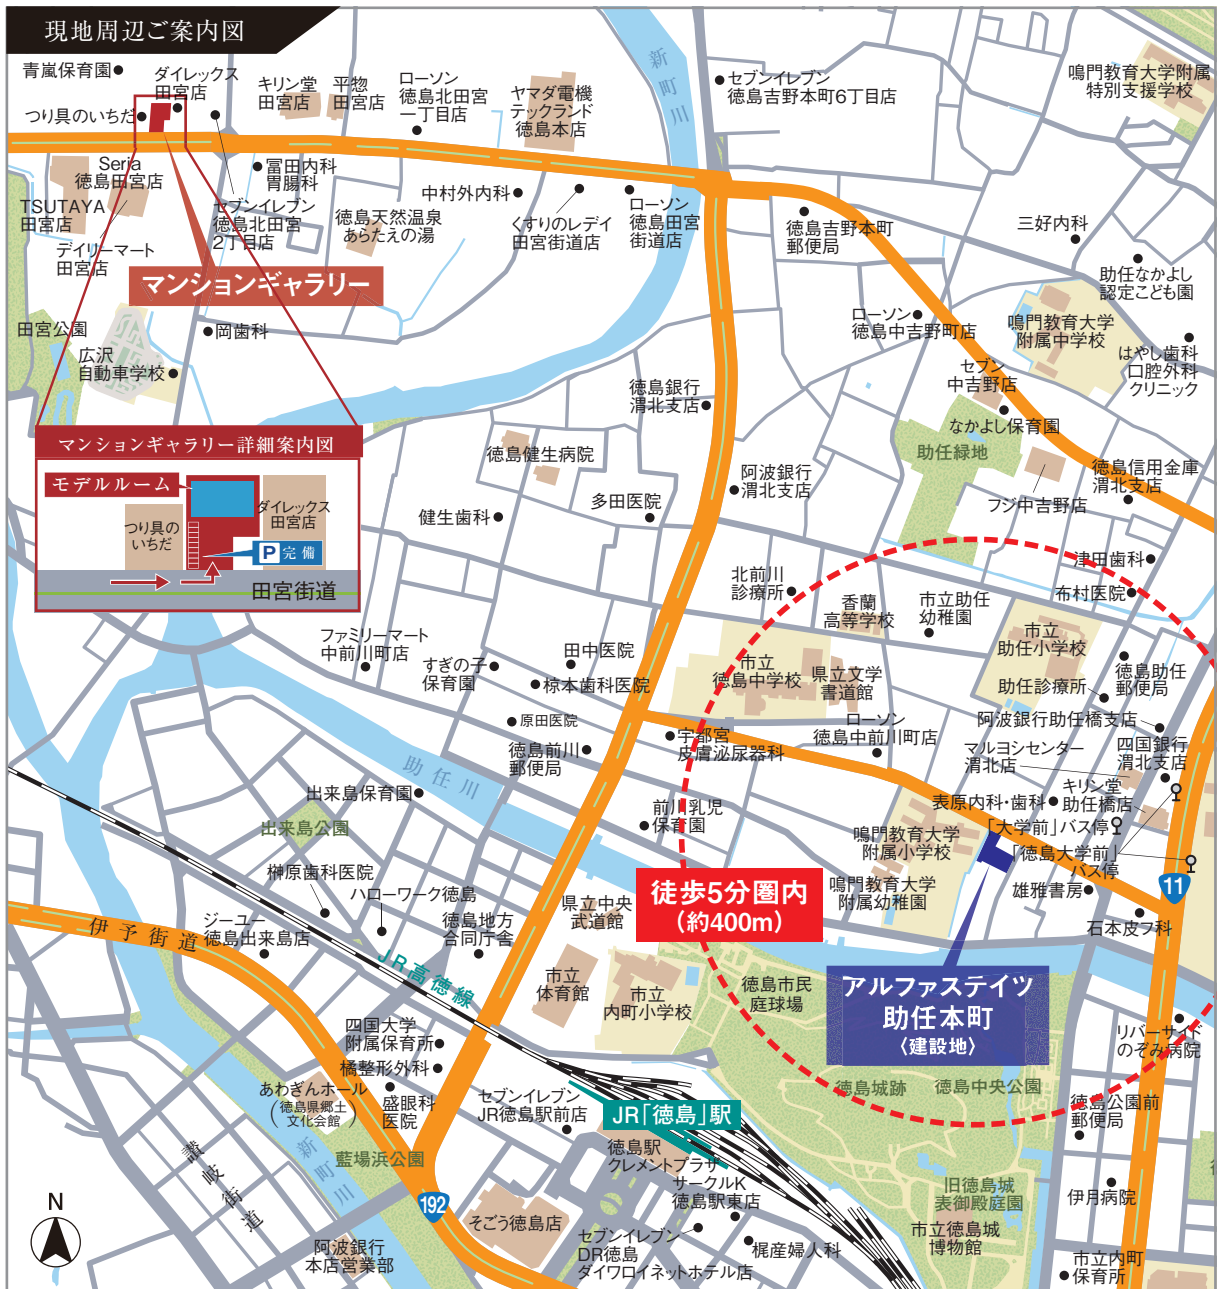 現地周辺ご案内図
青嵐保育園
ダイレックス
田宮店
つり具のいちだ
キリン堂
田宮店
平惣
田宮店
ローソン
徳島北田宮
一丁目店
ヤマダ電機
テックランド
徳島本店
新町川
セブンイレブン
徳島吉野本町6丁目店
鳴門教育大学附属
特別支援学校
Seria
徳島田宮店
TSUTAYA
田宮店
デイリーマート
田宮店
冨田内科
胃腸科
セブンイレブン
徳島北田宮
2丁目店
徳島天然温泉
あらたえの湯
中村外内科
くすりのレデイ
田宮街道店
ローソン
徳島田宮
街道店
徳島吉野本町
郵便局
三好内科
助任なかよし
認定こども園
マンションギャラリー
田宮公園
広沢
自動車学校
岡歯科
ローソン
徳島中吉野町店
鳴門教育大学
附属中学校
はやし歯科
口腔外科
クリニック
セブン
中吉野店
なかよし保育園
徳島銀行
渭北支店
助任緑地
フジ中吉野店
徳島信用金庫
渭北支店
マンションギャラリー詳細案内図
モデルルーム
つり具の
いちだ
ダイレックス
田宮店
P 完備
田宮街道
徳島健生病院
健生歯科
多田医院
阿波銀行
渭北支店
津田歯科
布村医院
北前川
診療所
香蘭
高等学校
市立助任
幼稚園
市立
助任小学校
ファミリーマート
中前川町店
すぎの子
保育園
田中医院
椋本歯科医院
市立
徳島中学校
県立文学
書道館
助任診療所
徳島助任
郵便局
原田医院
徳島前川
郵便局
宇都宮
皮膚泌尿器科
ローソン
徳島中前川町店
阿波銀行助任橋支店
マルヨシセンター
渭北店
四国銀行
渭北支店
助任川
出来島保育園
出来島公園
前川乳児
保育園
表原内科・歯科
キリン堂
助任橋店
「大学前」バス停
「徳島大学前」
バス停
鳴門教育大学
附属小学校
鳴門教育大学
附属幼稚園
雄雅書房
11
石本皮フ科
榊原歯科医院
ハローワーク徳島
ジーユー
徳島出来島店
伊予街道
JR高徳線
徳島地方
合同庁舎
県立中央
武道館
徒歩5分圏内
(約400m)
市立
体育館
市立
内町小学校
徳島市民
庭球場
アルファステイツ
助任本町
〈建設地〉
リバーサイド
のぞみ病院
四国大学
附属保育所
橘整形外科
盛眼科
医院
あわぎんホール
(徳島県郷土
文化会館)
セブンイレブン
JR徳島駅前店
JR「徳島」駅
徳島城跡
徳島中央公園
徳島公園前
郵便局
藍場浜公園
新町川
讃岐街道
徳島駅
クレメントプラザ
サークルK
徳島駅東店
旧徳島城
表御殿庭園
伊月病院
192
そごう徳島店
セブンイレブン
DR徳島
ダイワロイネットホテル店
梶産婦人科
市立徳島城
博物館
市立内町
保育所
N
阿波銀行
本店営業部